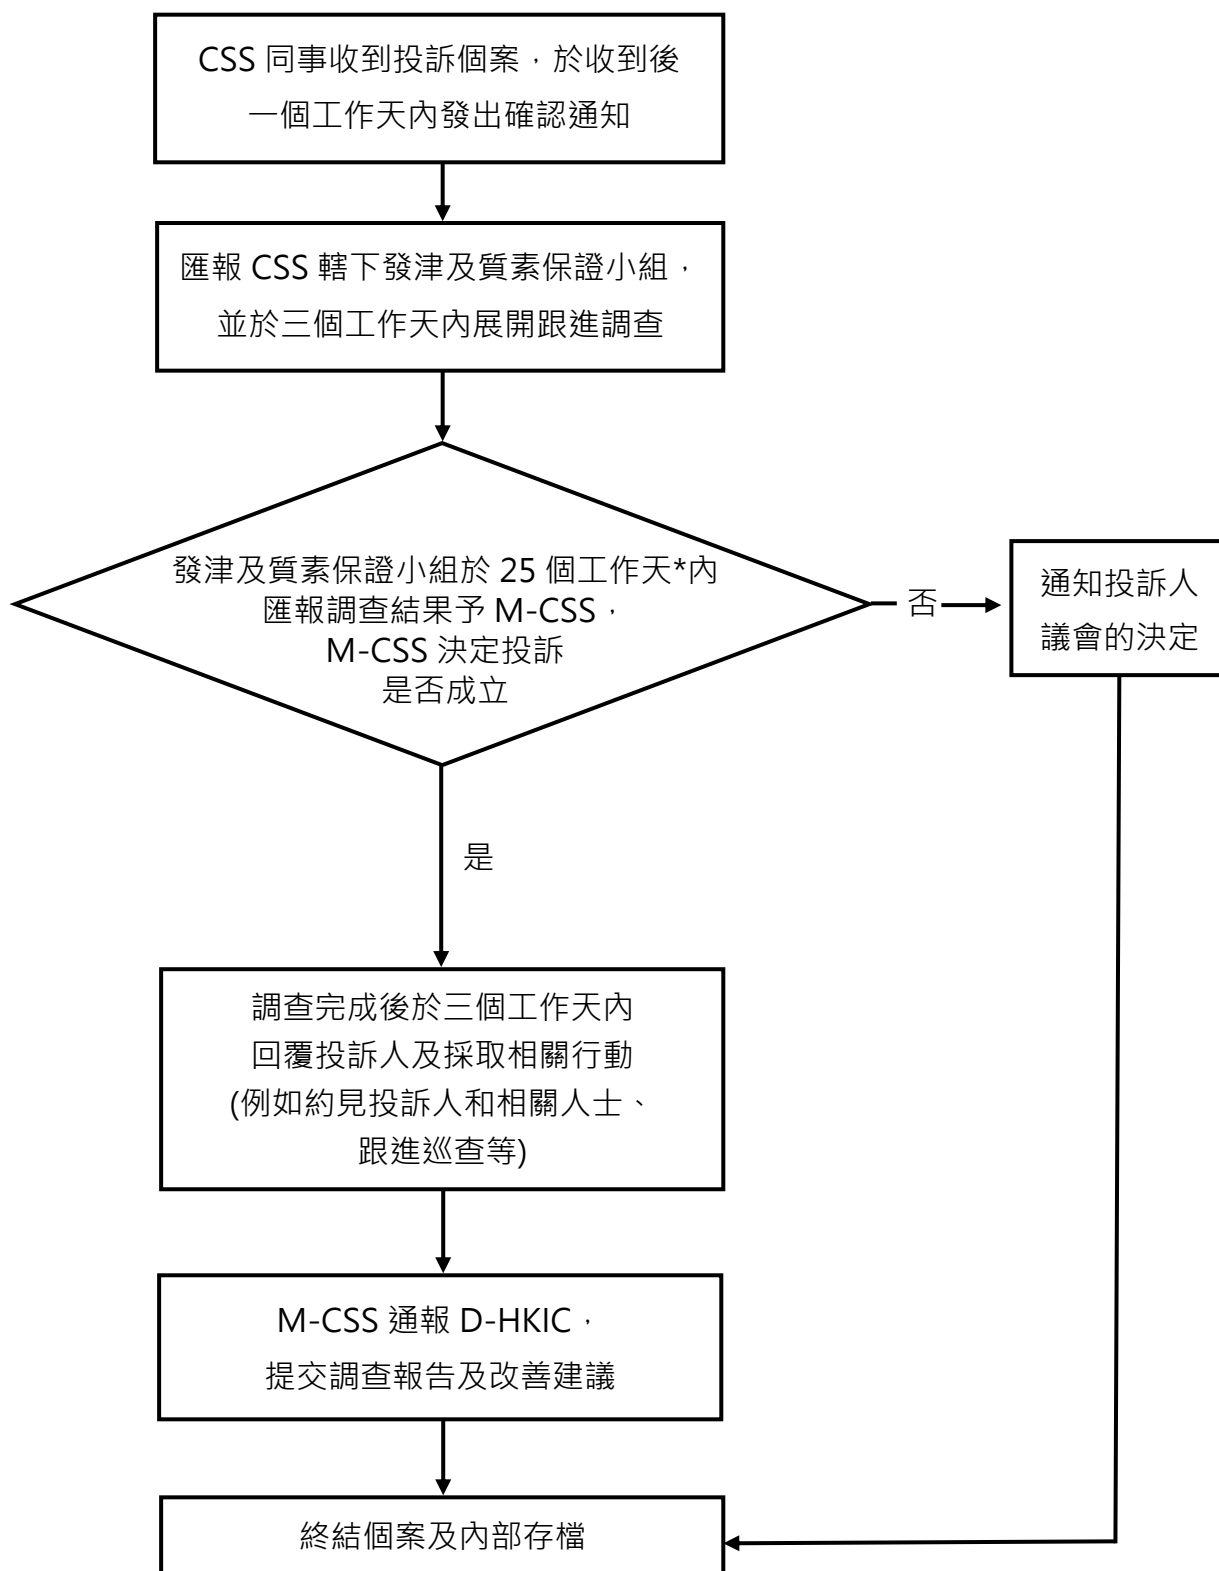 CSS 同事收到投訴個案，於收到後
一個工作天內發出確認通知
匯報 CSS 轄下發津及質素保證小組，
並於三個工作天內展開跟進調查
發津及質素保證小組於 25 個工作天*內
匯報調查結果予 M-CSS，
M-CSS 決定投訴
是否成立
否
通知投訴人
議會的決定
是
調查完成後於三個工作天內
回覆投訴人及採取相關行動
(例如約見投訴人和相關人士、
跟進巡查等)
M-CSS 通報 D-HKIC，
提交調查報告及改善建議
終結個案及內部存檔